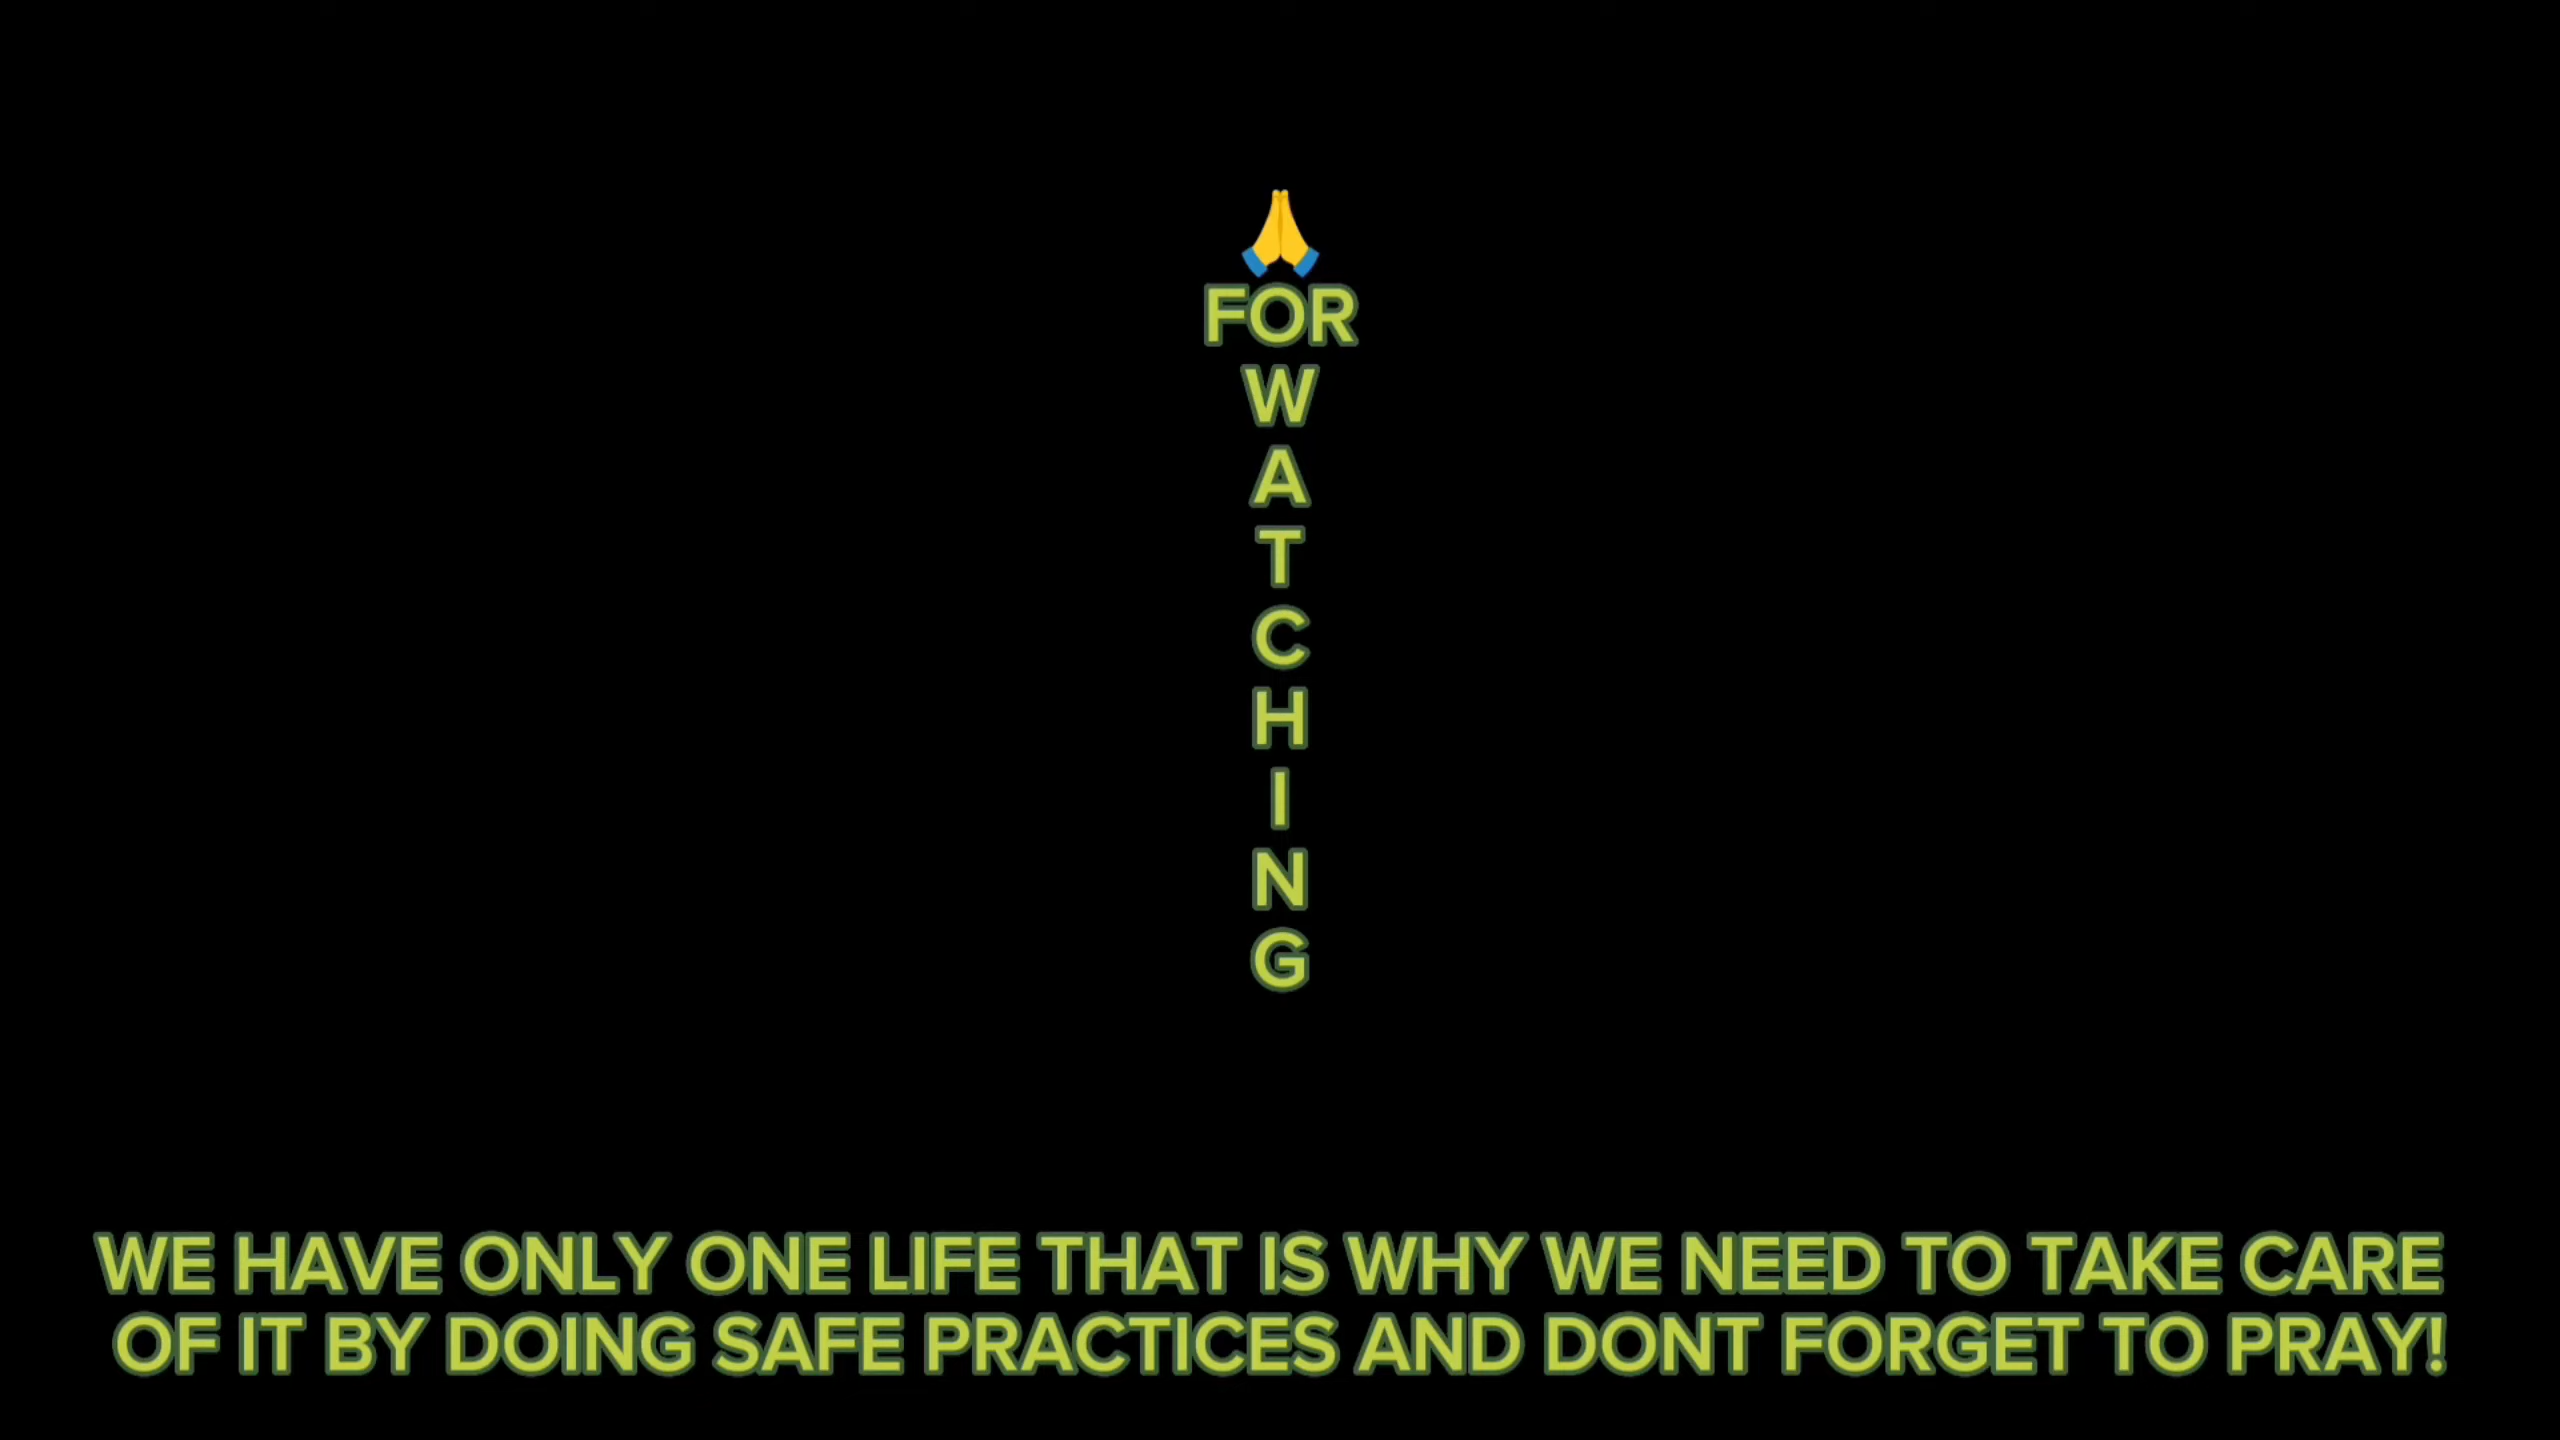 🙏
FOR
W
A
T
C
H
I
N
G
WE HAVE ONLY ONE LIFE THAT IS WHY WE NEED TO TAKE CARE
OF IT BY DOING SAFE PRACTICES AND DONT FORGET TO PRAY!